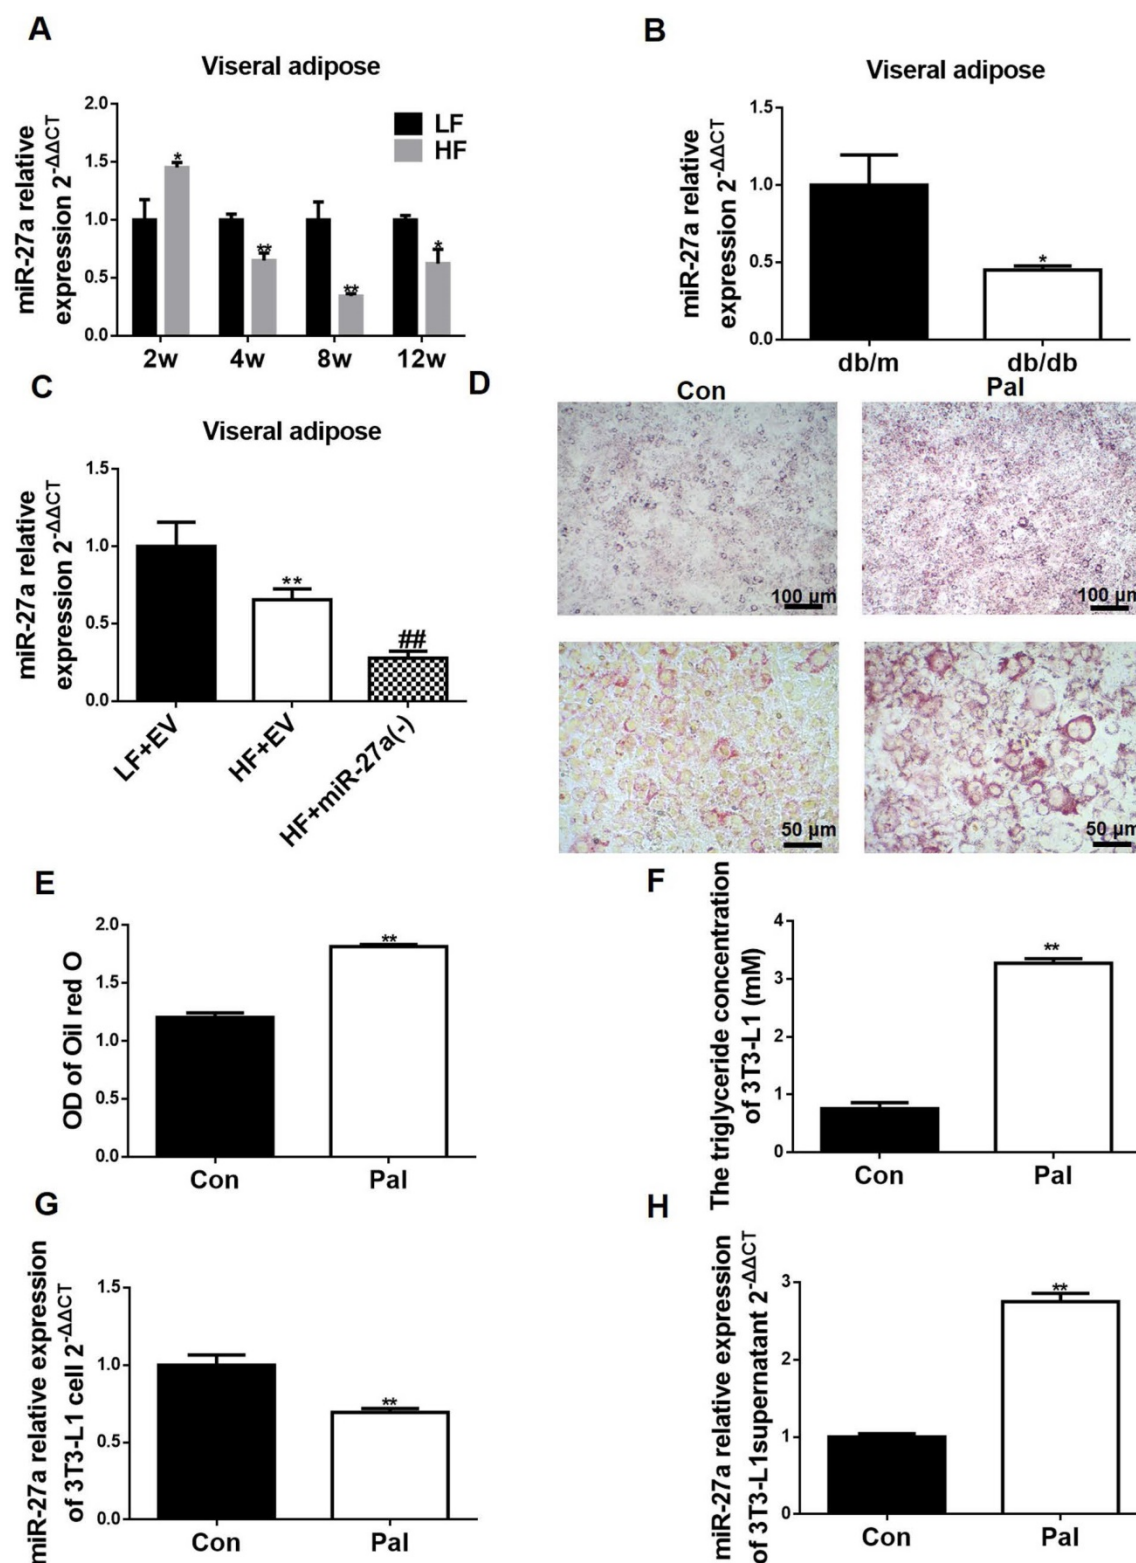 A
Viseral adipose
miR-27a relative
expression 2-ΔΔCT
2.0
1.5
1.0
0.5
0.0
LF
HF
*
**
**
*
2w 4w 8w 12w
B
Viseral adipose
miR-27a relative
expression 2-ΔΔCT
1.5
1.0
0.5
0.0
*
db/m db/db
C
Viseral adipose
miR-27a relative
expression 2-ΔΔCT
1.5
1.0
0.5
0.0
**
##
LF+EV
HF+EV
HF+miR-27a(-)
D
Con Pal
100 µm 100 µm
50 µm 50 µm
E
OD of Oil red O
2.0
1.5
1.0
0.5
0.0
**
Con Pal
F
The triglyceride concentration
of 3T3-L1 (mM)
4
3
2
1
0
**
Con Pal
G
miR-27a relative expression
of 3T3-L1 cell 2-ΔΔCT
1.5
1.0
0.5
0.0
**
Con Pal
H
miR-27a relative expression
of 3T3-L1supernatant 2-ΔΔCT
3
2
1
0
**
Con Pal